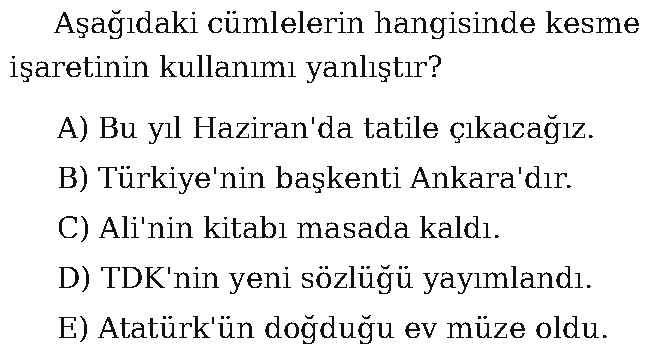 Aşağıdaki cümlelerin hangisinde kesme
işaretinin kullanımı yanlıştır?
A) Bu yıl Haziran'da tatile çıkacağız.
B) Türkiye'nin başkenti Ankara'dır.
C) Ali'nin kitabı masada kaldı.
D) TDK'nin yeni sözlüğü yayımlandı.
E) Atatürk'ün doğduğu ev müze oldu.